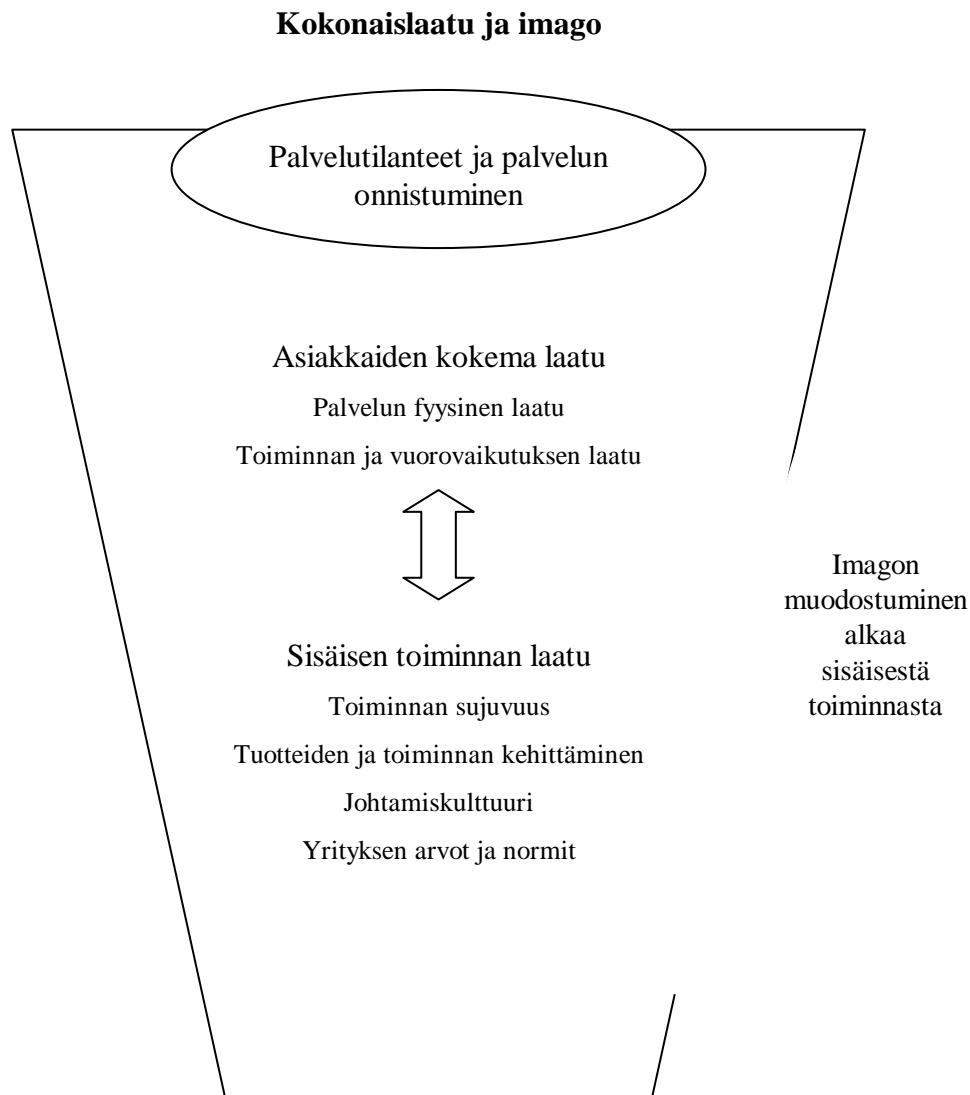 Kokonaislaatu ja imago
Palvelutilanteet ja palvelun
onnistuminen
Asiakkaiden kokema laatu
Palvelun fyysinen laatu
Toiminnan ja vuorovaikutuksen laatu
Sisäisen toiminnan laatu
Toiminnan sujuvuus
Tuotteiden ja toiminnan kehittäminen
Johtamiskulttuuri
Yrityksen arvot ja normit
Imagon
muodostuminen
alkaa
sisäisestä
toiminnasta